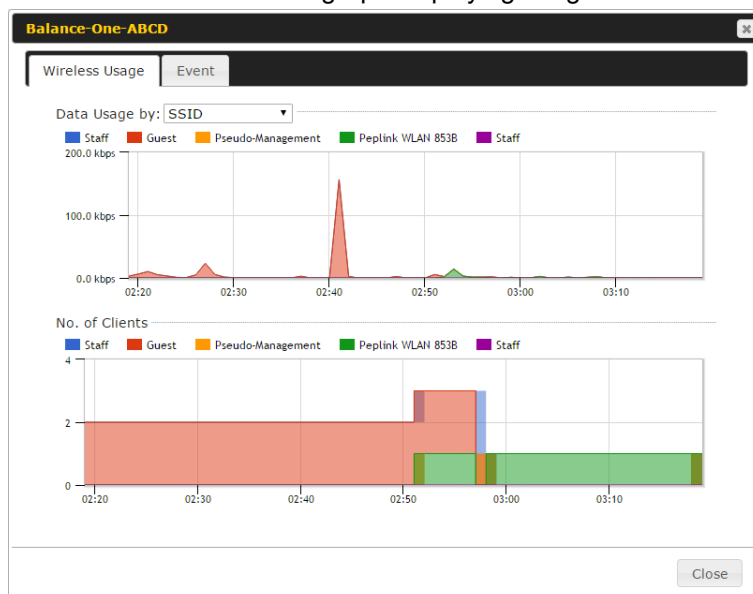 Balance-One-ABCD
Wireless Usage Event
Data Usage by: SSID
Staff Guest Pseudo-Management Peplink WLAN 853B Staff
200.0 kbps
100.0 kbps
0.0 kbps
02:20 02:30 02:40 02:50 03:00 03:10
No. of Clients
Staff Guest Pseudo-Management Peplink WLAN 853B Staff
4
2
0
02:20 02:30 02:40 02:50 03:00 03:10
Close